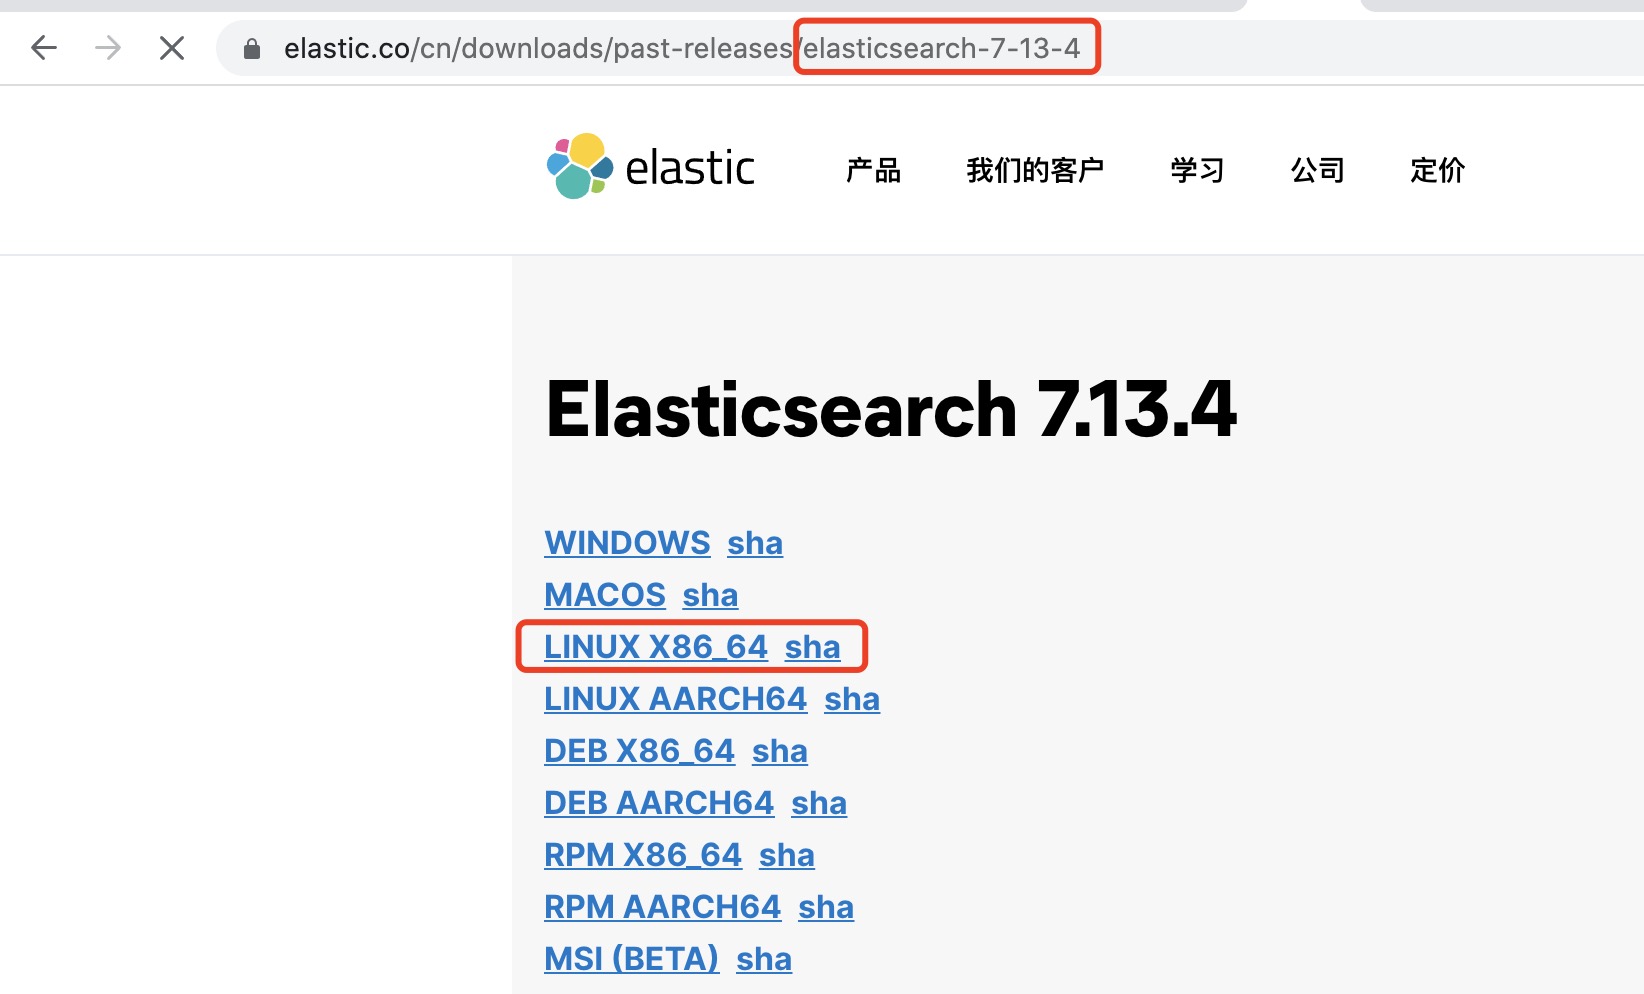 elastic.co/cn/downloads/past-releases/elasticsearch-7-13-4
elastic 产品 我们的客户 学习 公司 定价
Elasticsearch 7.13.4
WINDOWS sha
MACOS sha
LINUX X86_64 sha
LINUX AARCH64 sha
DEB X86_64 sha
DEB AARCH64 sha
RPM X86_64 sha
RPM AARCH64 sha
MSI (BETA) sha